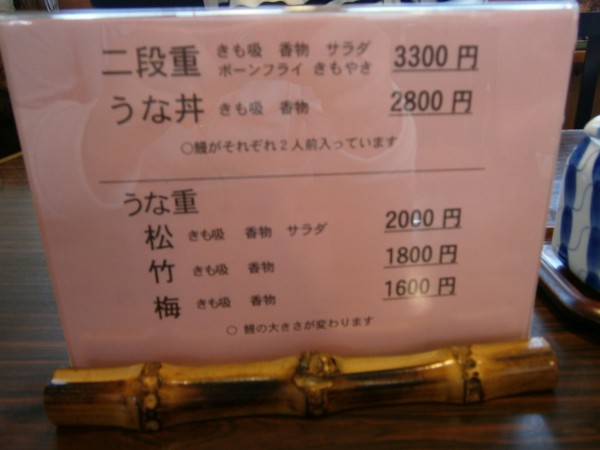 二段重 きも吸 香物 サラダ ボーンフライ きもやき 3300 円
うな丼 きも吸 香物 2800 円
○鰻がそれぞれ2人前入っています
うな重
松 きも吸 香物 サラダ 2000 円
竹 きも吸 香物 1800 円
梅 きも吸 香物 1600 円
○ 鰻の大きさが変わります